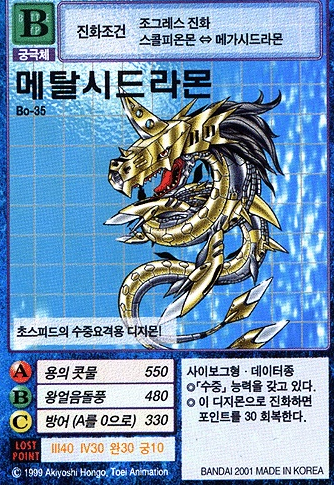 B
궁극체
진화조건
조그레스 진화
스콜피온몬 ⇔ 메가시드라몬
메탈시드라몬
Bo-35
초스피드의 수중요격용 디지몬!
A 용의 콧물 550
B 왕얼음돌풍 480
C 방어 (A를 0으로) 330
LOST POINT III40 IV30 완30 궁10
사이보그형·데이터종
◎「수중」능력을 갖고 있다.
◎ 이 디지몬으로 진화하면
포인트를 30 회복한다.
© 1999 Akiyoshi Hongo, Toei Animation
BANDAI 2001 MADE IN KOREA